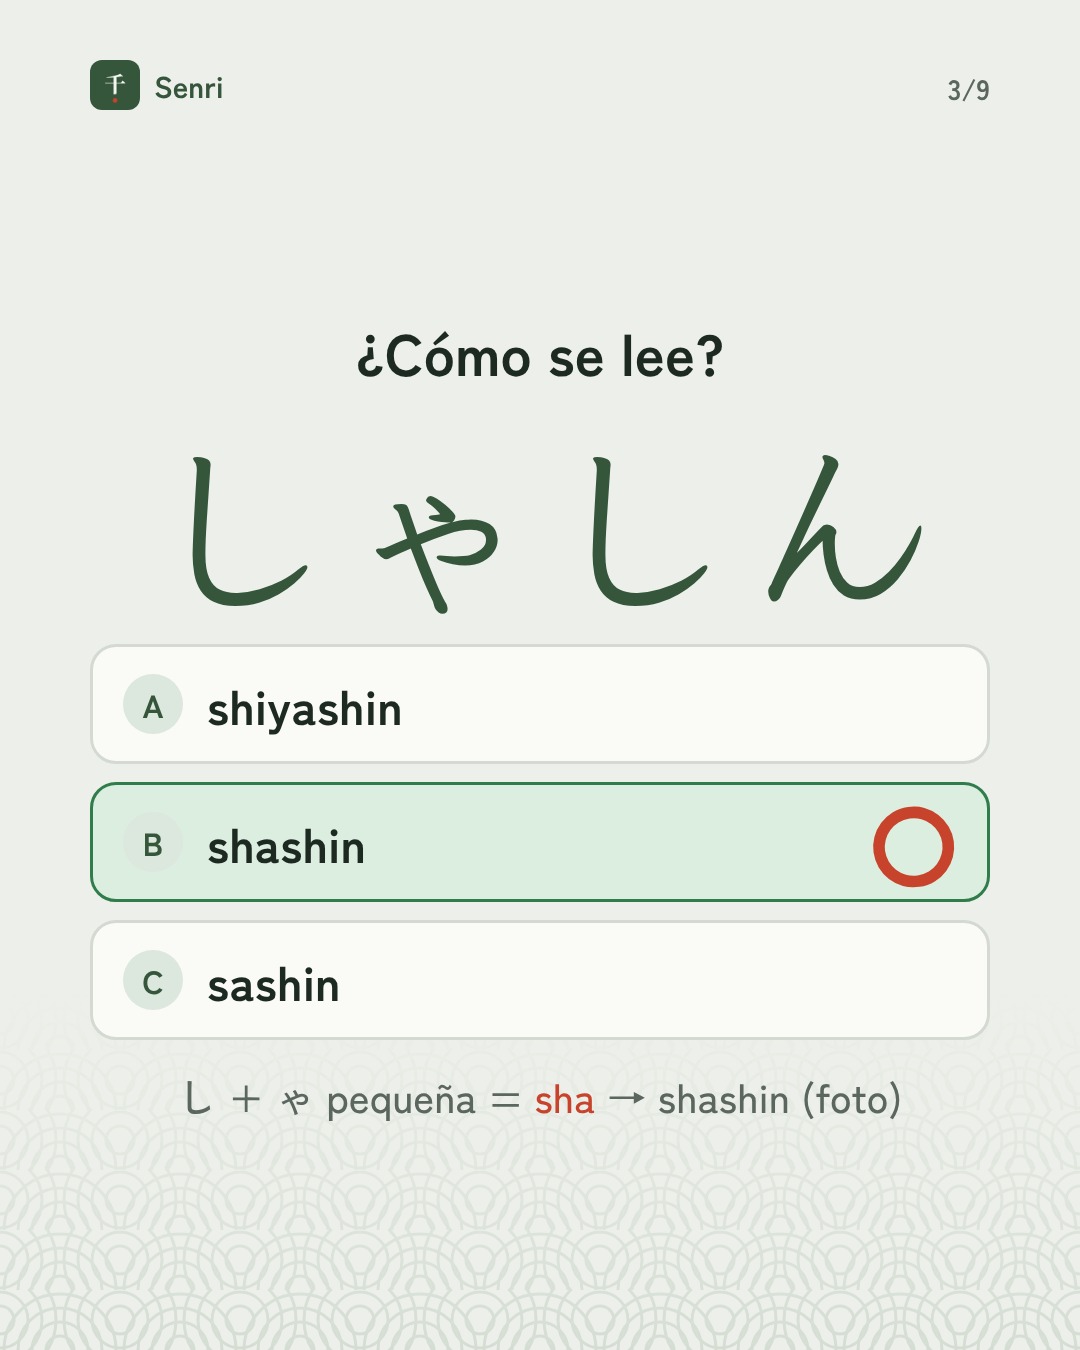 千 Senri
3/9
¿Cómo se lee?
しゃしん
A shiyashin
B shashin
C sashin
し + ゃ pequeña = sha → shashin (foto)